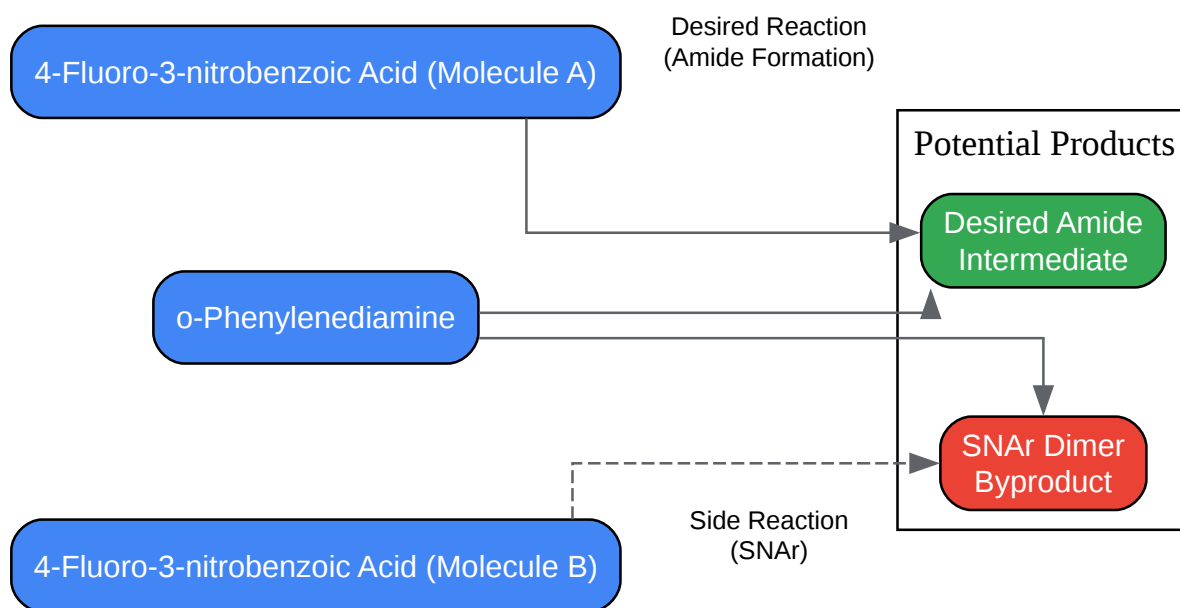 Desired Reaction
(Amide Formation)
4-Fluoro-3-nitrobenzoic Acid (Molecule A)
Potential Products
Desired Amide
Intermediate
o-Phenylenediamine
SNAr Dimer
Byproduct
Side Reaction
(SNAr)
4-Fluoro-3-nitrobenzoic Acid (Molecule B)